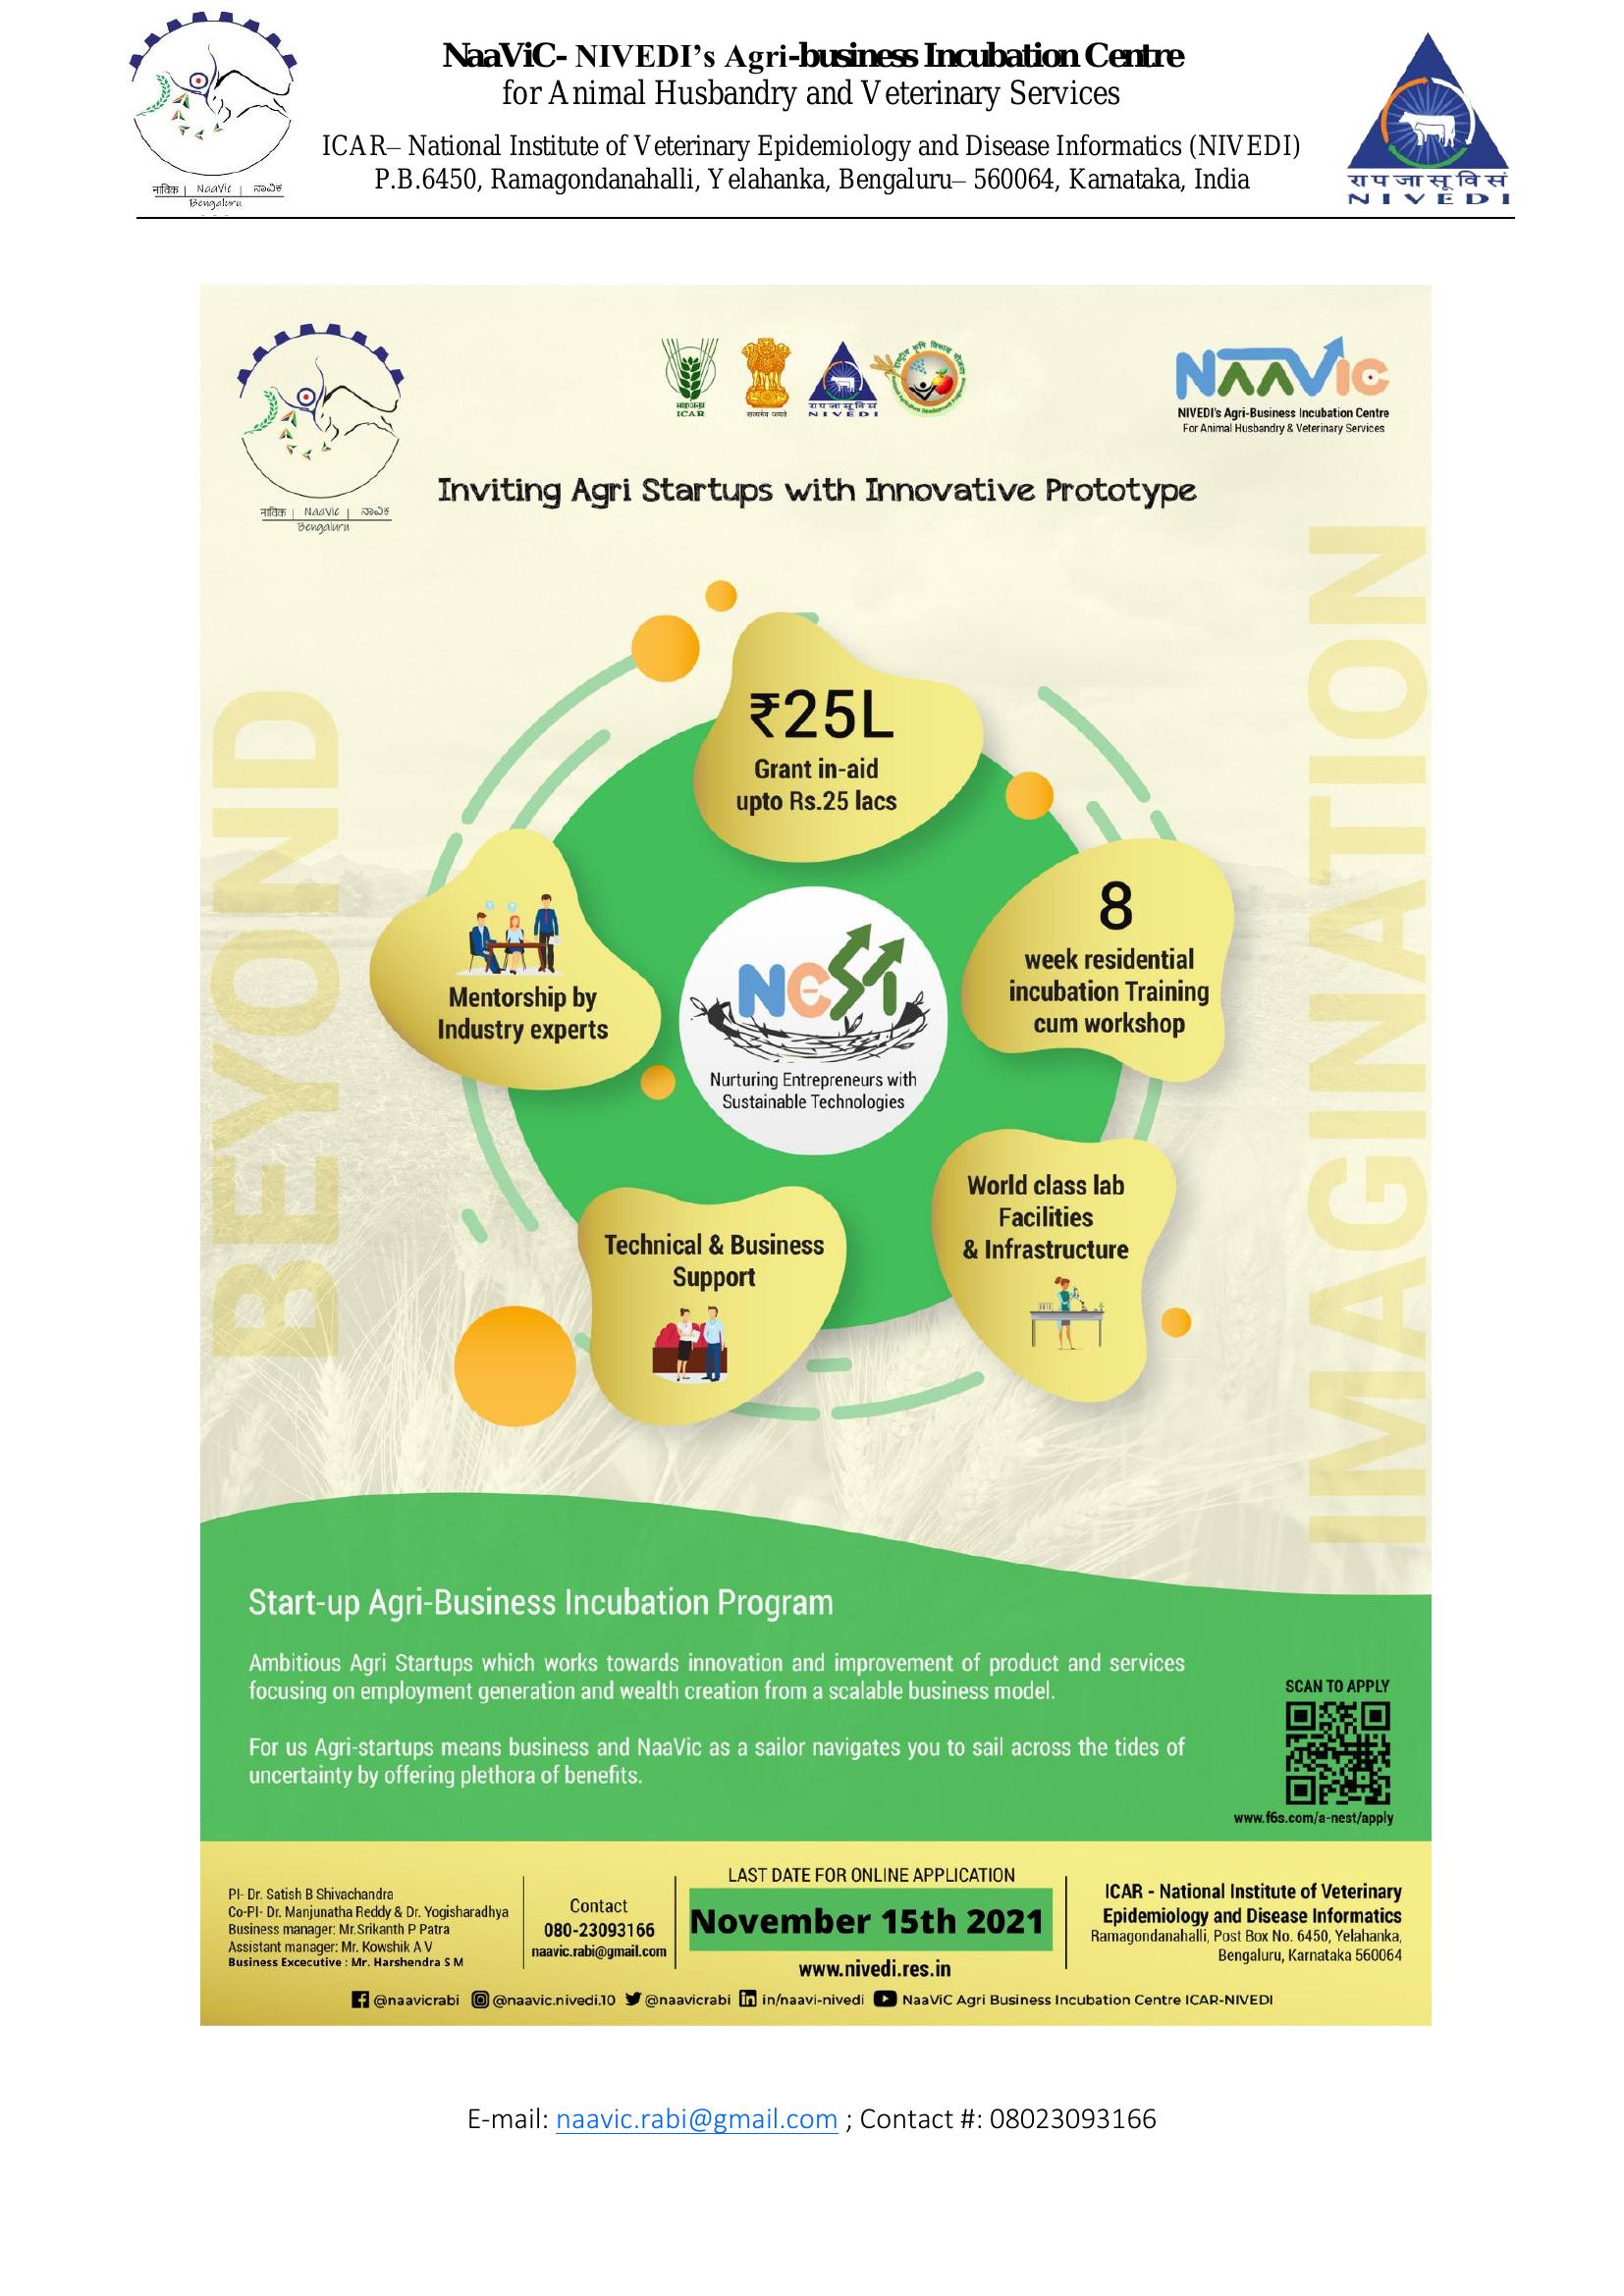 NaaViC- NIVEDI's Agri-business Incubation Centre
for Animal Husbandry and Veterinary Services
ICAR– National Institute of Veterinary Epidemiology and Disease Informatics (NIVEDI)
P.B.6450, Ramagondanahalli, Yelahanka, Bengaluru– 560064, Karnataka, India
नाविक | NaaVic | ನಾವಿಕ
Bengaluru
रापजासूविसं
NIVEDI
नाविक | NaaVic | ನಾವಿಕ
Bengaluru
ICAR
सत्यमेव जयते
रापजासूविसं
NIVEDI
NAAVIC
NIVEDI's Agri-Business Incubation Centre
For Animal Husbandry & Veterinary Services
Inviting Agri Startups with Innovative Prototype
BEYOND
IMAGINATION
₹25L
Grant in-aid
upto Rs.25 lacs
8
week residential
incubation Training
cum workshop
Mentorship by
Industry experts
NEST
Nurturing Entrepreneurs with
Sustainable Technologies
World class lab
Facilities
& Infrastructure
Technical & Business
Support
Start-up Agri-Business Incubation Program
Ambitious Agri Startups which works towards innovation and improvement of product and services
focusing on employment generation and wealth creation from a scalable business model.
For us Agri-startups means business and NaaVic as a sailor navigates you to sail across the tides of
uncertainty by offering plethora of benefits.
SCAN TO APPLY
www.f6s.com/a-nest/apply
PI- Dr. Satish B Shivachandra
Co-PI- Dr. Manjunatha Reddy & Dr. Yogisharadhya
Business manager: Mr.Srikanth P Patra
Assistant manager: Mr. Kowshik A V
Business Excecutive : Mr. Harshendra S M
Contact
080-23093166
naavic.rabi@gmail.com
LAST DATE FOR ONLINE APPLICATION
November 15th 2021
www.nivedi.res.in
ICAR - National Institute of Veterinary
Epidemiology and Disease Informatics
Ramagondanahalli, Post Box No. 6450, Yelahanka,
Bengaluru, Karnataka 560064
@naavicrabi @naavic.nivedi.10 @naavicrabi in/naavi-nivedi NaaViC Agri Business Incubation Centre ICAR-NIVEDI
E-mail: naavic.rabi@gmail.com ; Contact #: 08023093166